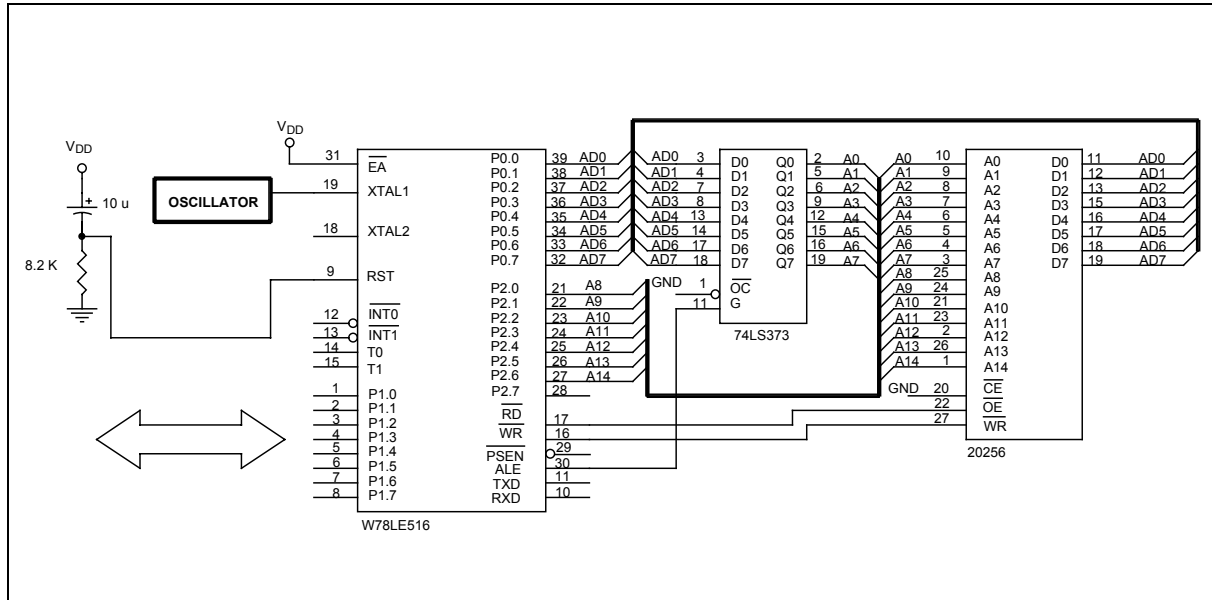 VDD
10 u
8.2 K
OSCILLATOR
VDD
31 EA
19 XTAL1
18 XTAL2
9 RST
12 INT0
13 INT1
14 T0
15 T1
1 P1.0
2 P1.1
3 P1.2
4 P1.3
5 P1.4
6 P1.5
7 P1.6
8 P1.7
P0.0 39 AD0
P0.1 38 AD1
P0.2 37 AD2
P0.3 36 AD3
P0.4 35 AD4
P0.5 34 AD5
P0.6 33 AD6
P0.7 32 AD7
P2.0 21 A8
P2.1 22 A9
P2.2 23 A10
P2.3 24 A11
P2.4 25 A12
P2.5 26 A13
P2.6 27 A14
P2.7 28
RD 17
WR 16
PSEN 29
ALE 30
TXD 11
RXD 10
W78LE516
AD0 3 D0 Q0 2 A0
AD1 4 D1 Q1 5 A1
AD2 7 D2 Q2 6 A2
AD3 8 D3 Q3 9 A3
AD4 13 D4 Q4 12 A4
AD5 14 D5 Q5 15 A5
AD6 17 D6 Q6 16 A6
AD7 18 D7 Q7 19 A7
GND 1 OC
11 G
74LS373
A0 10 A0
A1 9 A1
A2 8 A2
A3 7 A3
A4 6 A4
A5 5 A5
A6 4 A6
A7 3 A7
A8 25 A8
A9 24 A9
A10 21 A10
A11 23 A11
A12 2 A12
A13 26 A13
A14 1 A14
GND 20 CE
22 OE
27 WR
D0 11 AD0
D1 12 AD1
D2 13 AD2
D3 15 AD3
D4 16 AD4
D5 17 AD5
D6 18 AD6
D7 19 AD7
20256